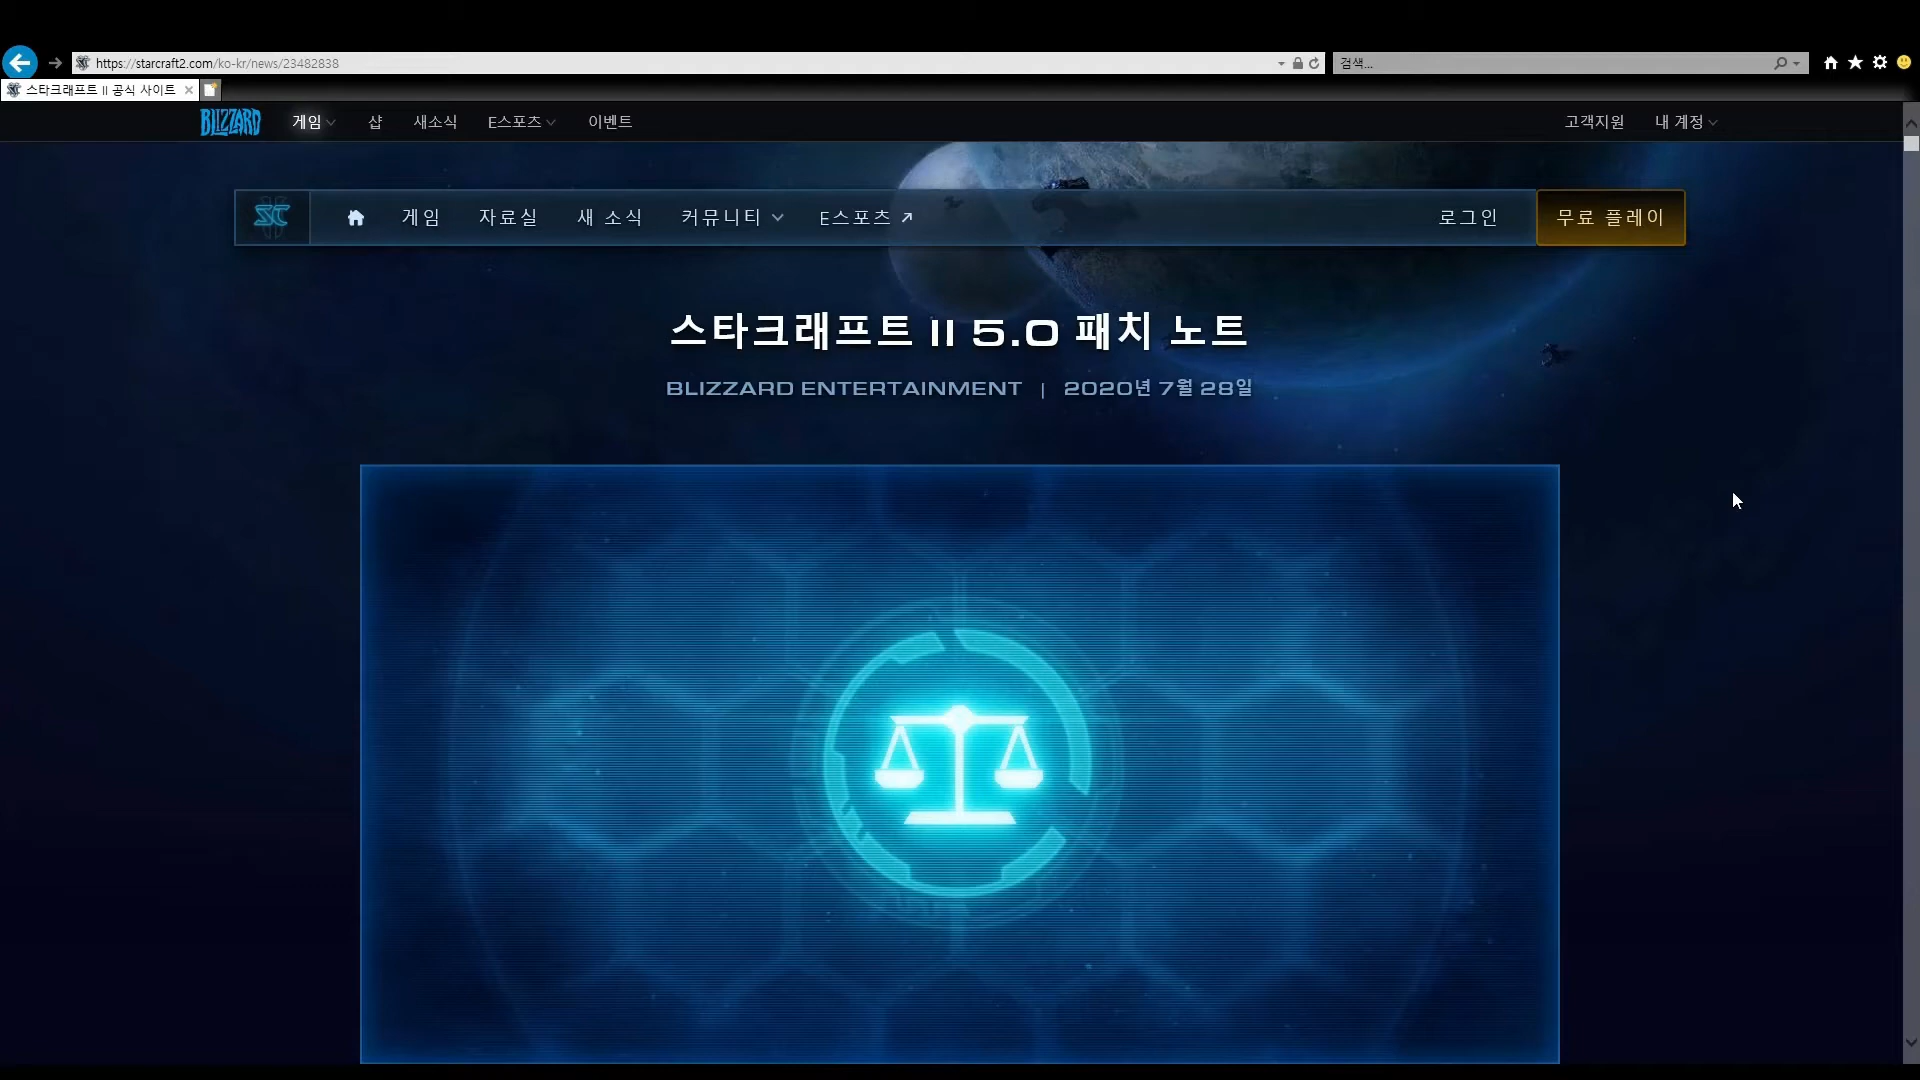 https://starcraft2.com/ko-kr/news/23482838
검색...
스타크래프트 II 공식 사이트
BLIZZARD 게임 샵 새소식 E스포츠 이벤트 고객지원 내 계정
SC 게임 자료실 새 소식 커뮤니티 E스포츠 로그인 무료 플레이
스타크래프트 II 5.0 패치 노트
BLIZZARD ENTERTAINMENT | 2020년 7월 28일